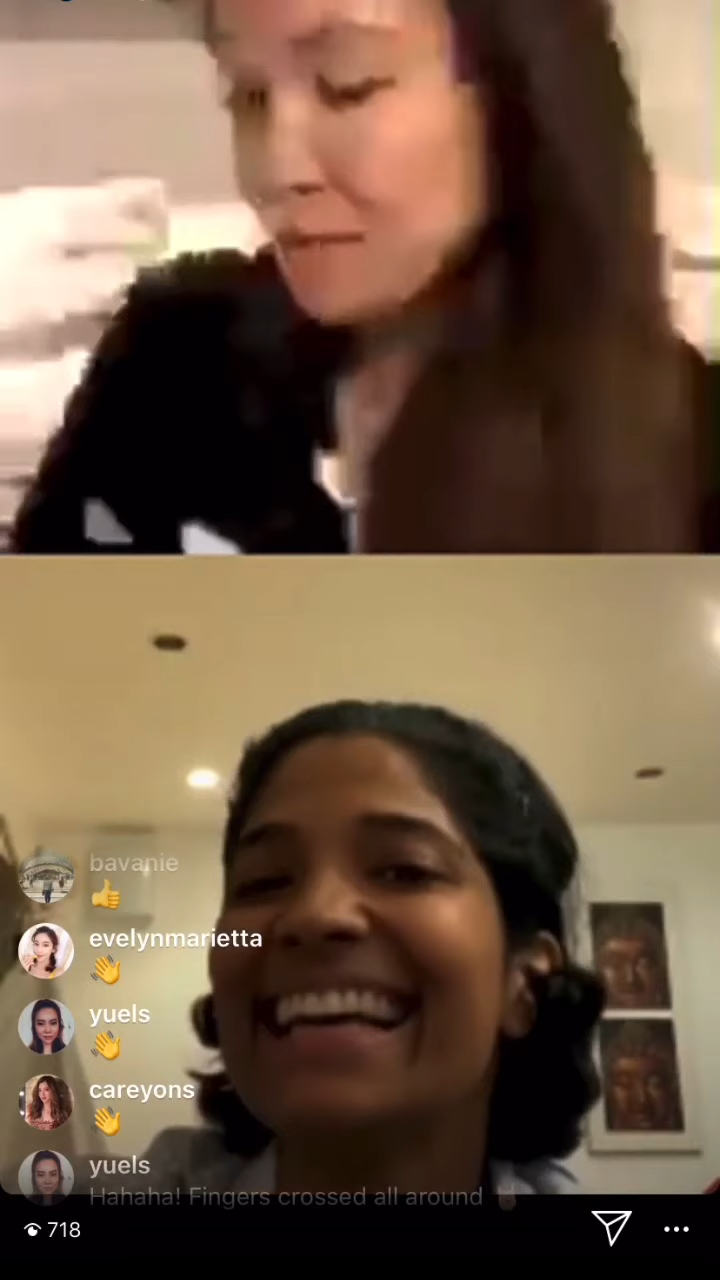 bavanie
👍
evelynmarietta
👋
yuels
👋
careyons
👋
yuels
Hahaha! Fingers crossed all around
718